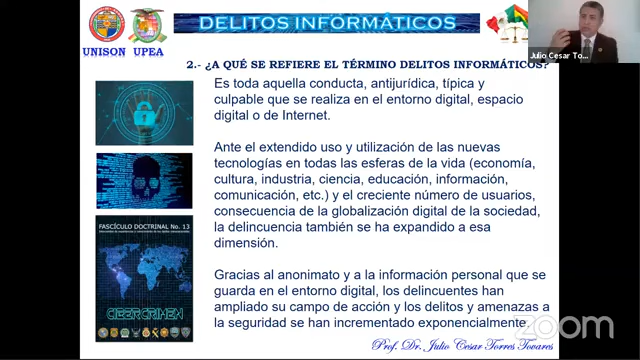 DELITOS INFORMÁTICOS
UNISON UPEA
Julio Cesar To...
2.- ¿A QUÉ SE REFIERE EL TÉRMINO DELITOS INFORMÁTICOS?
Es toda aquella conducta, antijurídica, típica y
culpable que se realiza en el entorno digital, espacio
digital o de Internet.
Ante el extendido uso y utilización de las nuevas
tecnologías en todas las esferas de la vida (economía,
cultura, industria, ciencia, educación, información,
comunicación, etc.) y el creciente número de usuarios,
consecuencia de la globalización digital de la sociedad,
la delincuencia también se ha expandido a esa
dimensión.
FASCÍCULO DOCTRINAL No. 13
CIBERCRIMEN
Gracias al anonimato y a la información personal que se
guarda en el entorno digital, los delincuentes han
ampliado su campo de acción y los delitos y amenazas a
la seguridad se han incrementado exponencialmente.
zoom
Prof. Dr. Julio Cesar Torres Tovares